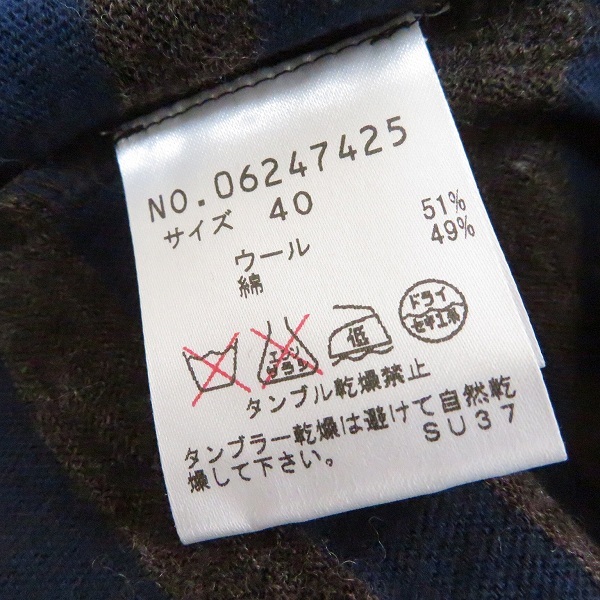 NO.06247425
サイズ 40
ウール 51%
綿 49%
エンソ
サラシ
低
ドライ
セキユ系
タンブル乾燥禁止
タンブラー乾燥は避けて自然乾
燥して下さい。 SU37